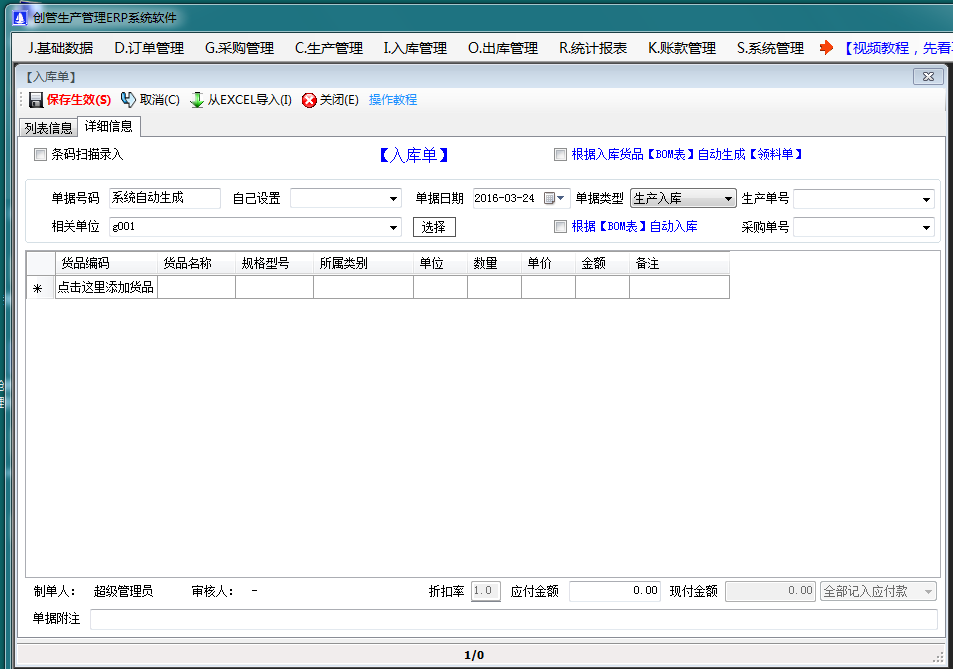 创管生产管理ERP系统软件
J.基础数据 D.订单管理 G.采购管理 C.生产管理 I.入库管理 O.出库管理 R.统计报表 K.账款管理 S.系统管理 【视频教程，先看
【入库单】
保存生效(S) 取消(C) 从EXCEL导入(I) 关闭(E) 操作教程
列表信息 详细信息
条码扫描录入 【入库单】 根据入库货品【BOM表】自动生成【领料单】
单据号码 系统自动生成 自己设置 单据日期 2016-03-24 单据类型 生产入库 生产单号
相关单位 g001 选择 根据【BOM表】自动入库 采购单号
货品编码 货品名称 规格型号 所属类别 单位 数量 单价 金额 备注
* 点击这里添加货品
制单人： 超级管理员 审核人： - 折扣率 1.0 应付金额 0.00 现付金额 0.00 全部记入应付款
单据附注
1/0